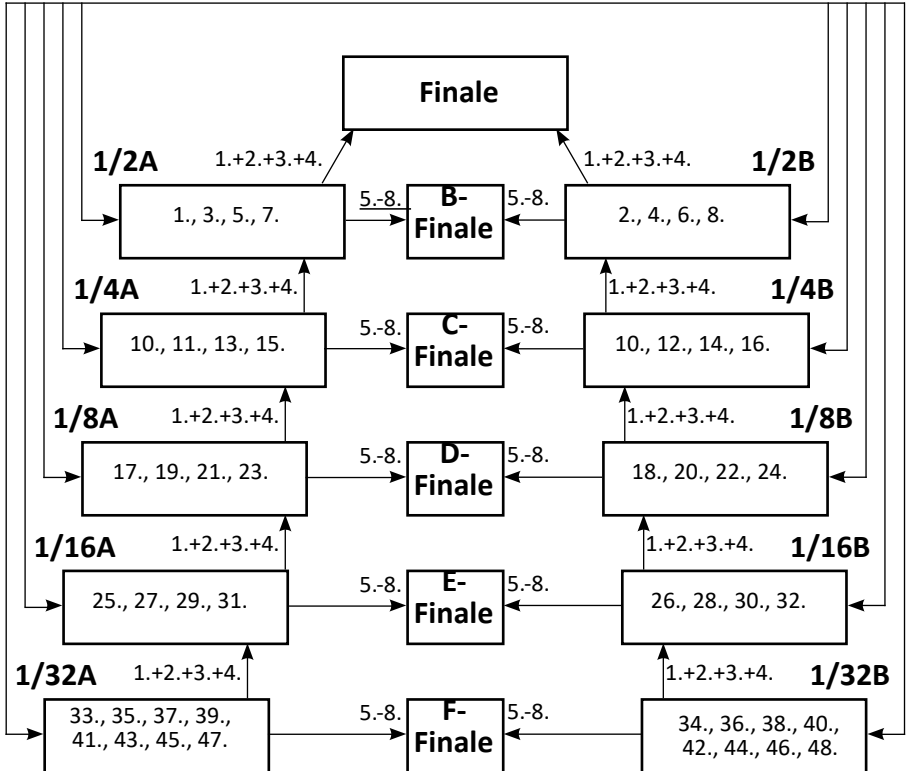 Finale
1/2A
1.+2.+3.+4.
1.+2.+3.+4.
1/2B
1., 3., 5., 7.
5.-8.
B-
Finale
5.-8.
2., 4., 6., 8.
1/4A
1.+2.+3.+4.
1.+2.+3.+4.
1/4B
10., 11., 13., 15.
5.-8.
C-
Finale
5.-8.
10., 12., 14., 16.
1/8A
1.+2.+3.+4.
1.+2.+3.+4.
1/8B
17., 19., 21., 23.
5.-8.
D-
Finale
5.-8.
18., 20., 22., 24.
1/16A
1.+2.+3.+4.
1.+2.+3.+4.
1/16B
25., 27., 29., 31.
5.-8.
E-
Finale
5.-8.
26., 28., 30., 32.
1/32A
1.+2.+3.+4.
1.+2.+3.+4.
1/32B
33., 35., 37., 39.,
41., 43., 45., 47.
5.-8.
F-
Finale
5.-8.
34., 36., 38., 40.,
42., 44., 46., 48.